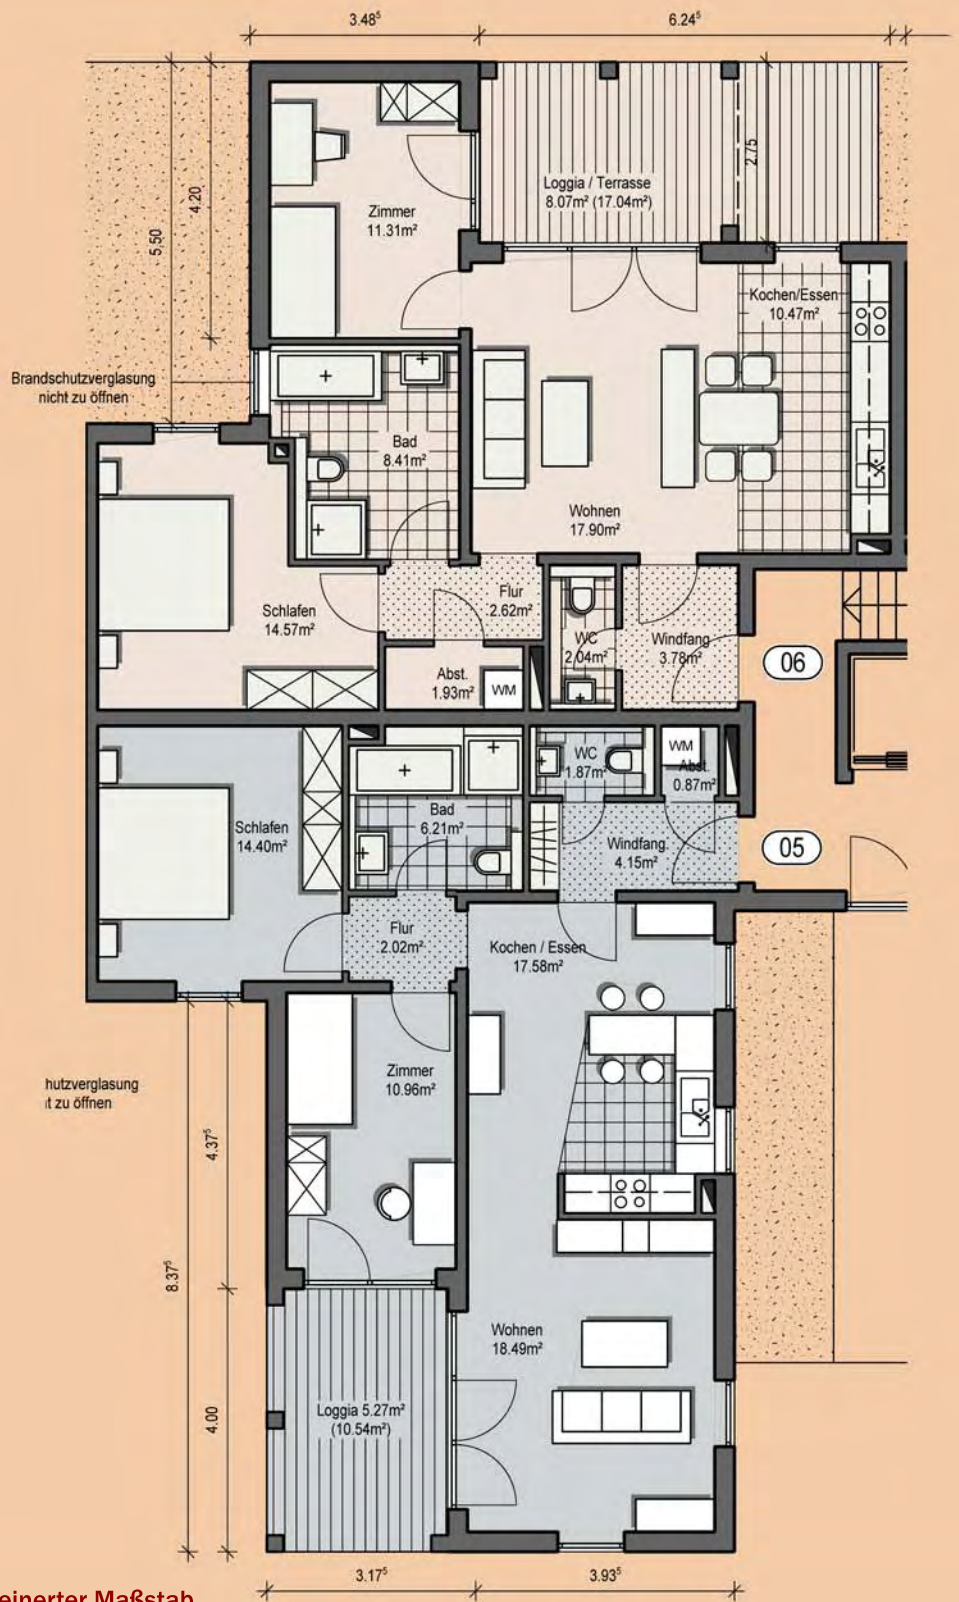 3.48⁵
6.24⁵
2.75
4.20
5.50
Loggia / Terrasse
8.07m² (17.04m²)
Zimmer
11.31m²
Kochen/Essen
10.47m²
Brandschutzverglasung
nicht zu öffnen
Bad
8.41m²
Wohnen
17.90m²
Flur
2.62m²
Schlafen
14.57m²
WC
2.04m²
Windfang
3.78m²
06
Abst.
1.93m²
WM
WC
1.87m²
WM
Abst.
0.87m²
Bad
6.21m²
Schlafen
14.40m²
Windfang
4.15m²
05
Flur
2.02m²
Kochen / Essen
17.58m²
hutzverglasung
zu öffnen
Zimmer
10.96m²
4.37⁵
8.37⁵
Wohnen
18.49m²
4.00
Loggia 5.27m²
(10.54m²)
3.17⁵
3.93⁵
einerter Maßstab